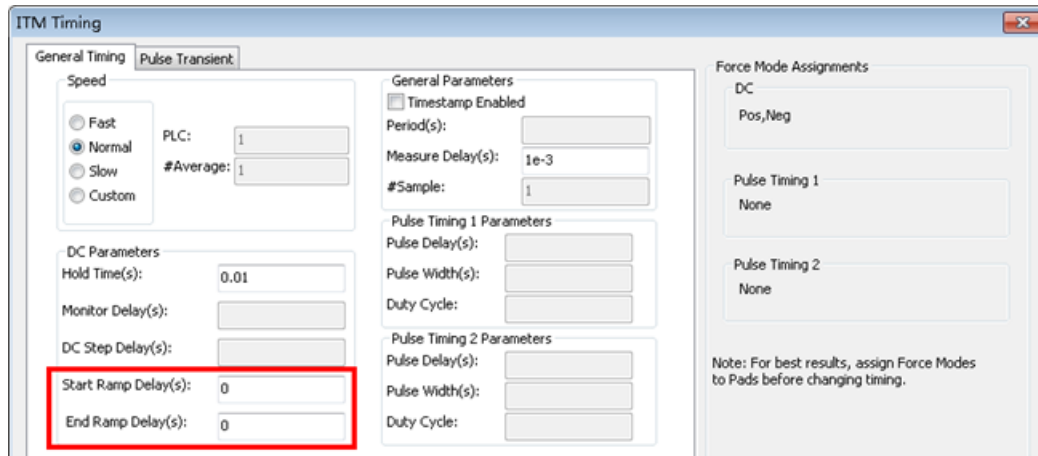 ITM Timing
General Timing
Pulse Transient
Speed
Fast
Normal
Slow
Custom
PLC:
1
#Average:
1
DC Parameters
Hold Time(s):
0.01
Monitor Delay(s):
DC Step Delay(s):
Start Ramp Delay(s):
0
End Ramp Delay(s):
0
General Parameters
Timestamp Enabled
Period(s):
Measure Delay(s):
1e-3
#Sample:
1
Pulse Timing 1 Parameters
Pulse Delay(s):
Pulse Width(s):
Duty Cycle:
Pulse Timing 2 Parameters
Pulse Delay(s):
Pulse Width(s):
Duty Cycle:
Force Mode Assignments
DC
Pos,Neg
Pulse Timing 1
None
Pulse Timing 2
None
Note: For best results, assign Force Modes
to Pads before changing timing.